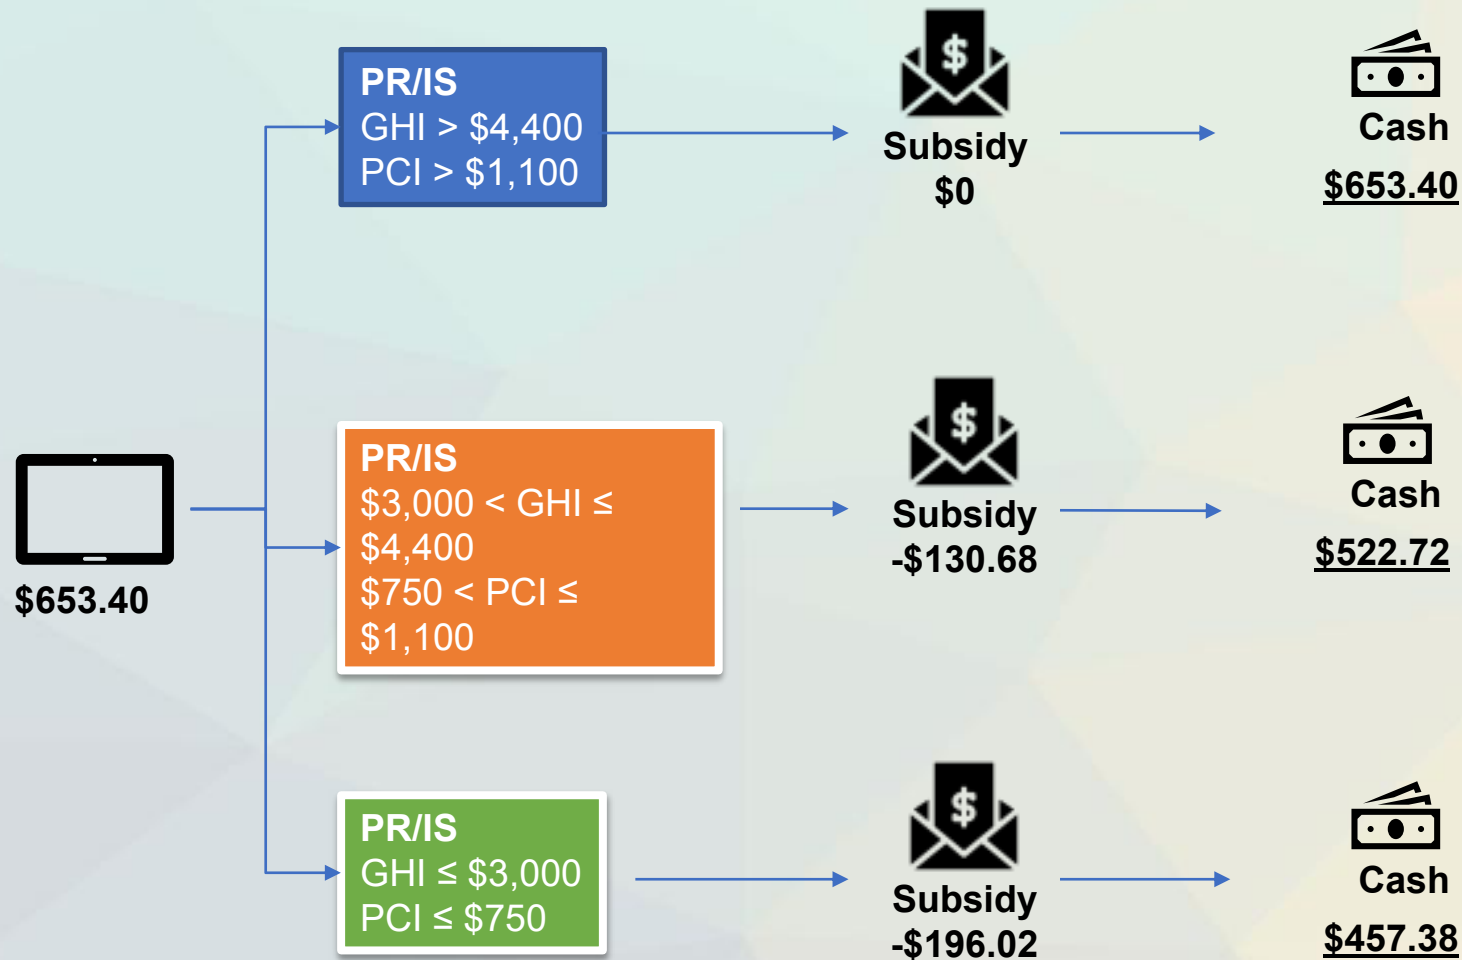 PR/IS
GHI > $4,400
PCI > $1,100
$
Subsidy
$0
Cash
$653.40
$653.40
PR/IS
$3,000 < GHI ≤
$4,400
$750 < PCI ≤
$1,100
$
Subsidy
-$130.68
Cash
$522.72
PR/IS
GHI ≤ $3,000
PCI ≤ $750
$
Subsidy
-$196.02
Cash
$457.38